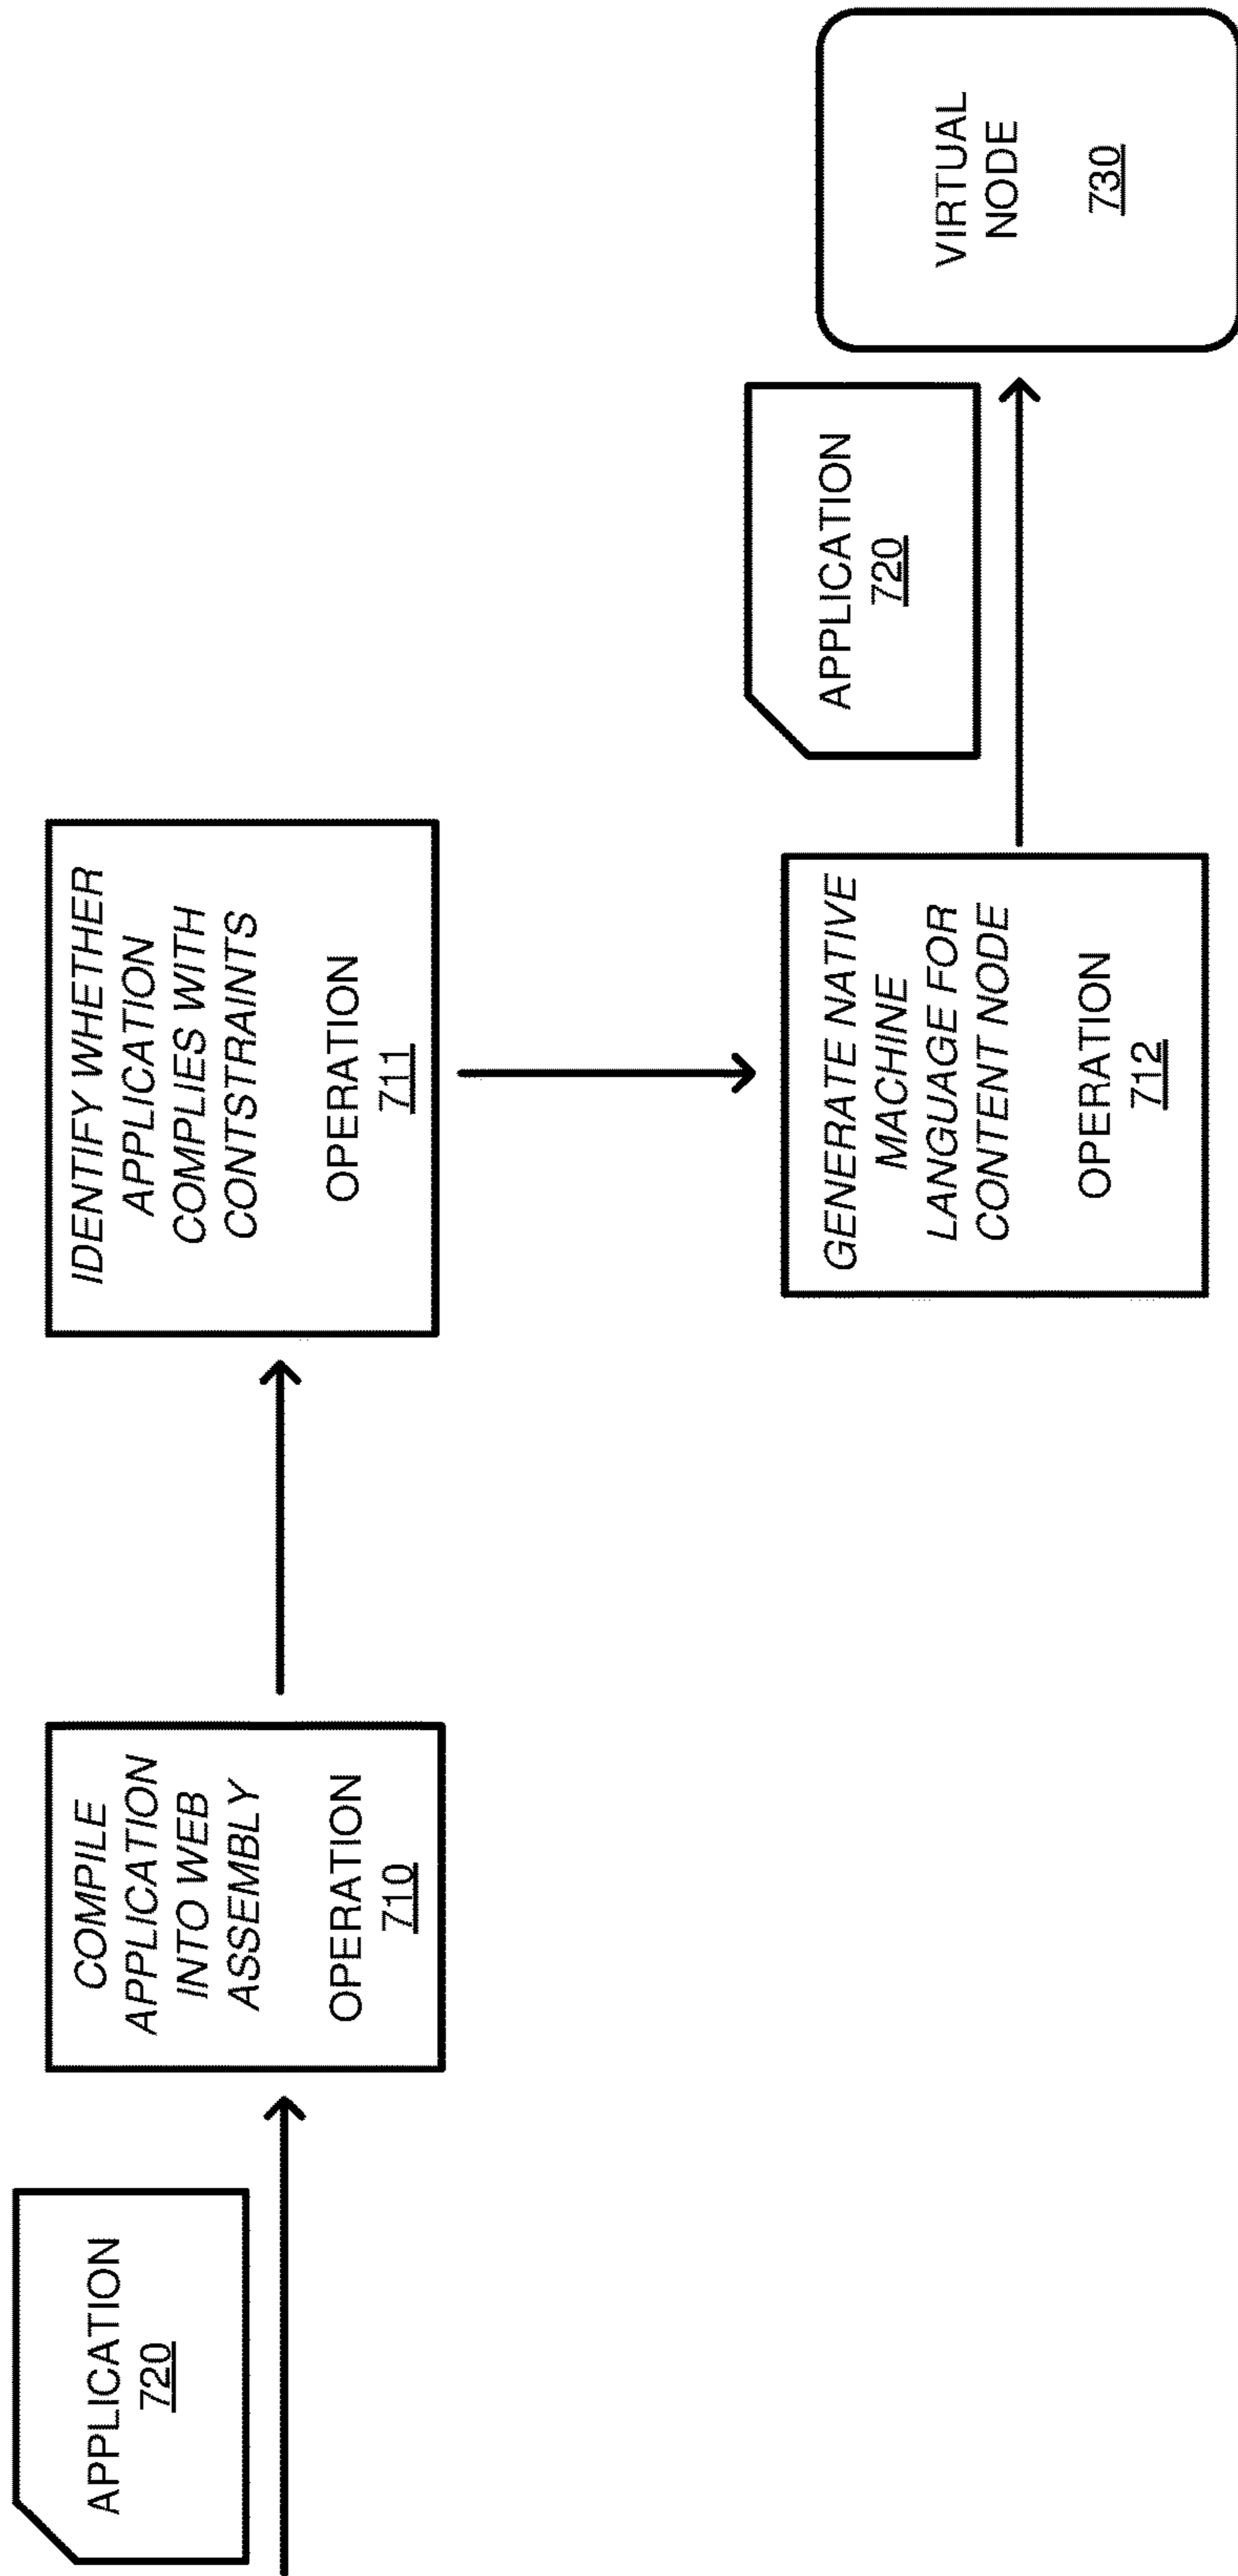 APPLICATION
720
COMPILE
APPLICATION
INTO WEB
ASSEMBLY
OPERATION
710
IDENTIFY WHETHER
APPLICATION
COMPLIES WITH
CONTSTRAINTS
OPERATION
711
GENERATE NATIVE
MACHINE
LANGUAGE FOR
CONTENT NODE
OPERATION
712
APPLICATION
720
VIRTUAL
NODE
730